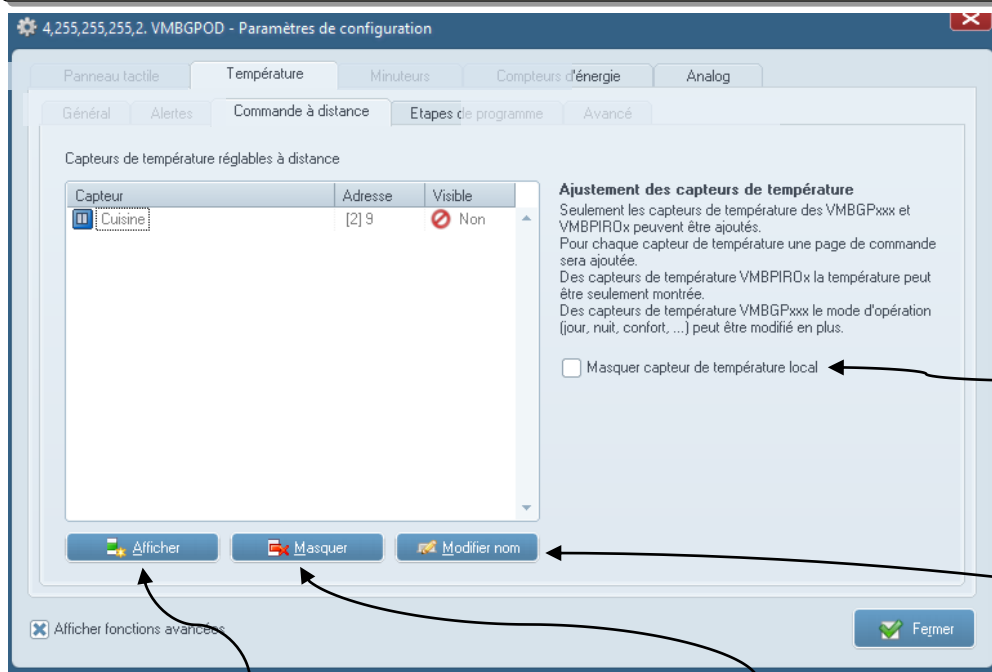 4,255,255,255,2. VMBGPOD - Paramètres de configuration
Panneau tactile Température Minuteurs Compteurs d'énergie Analog
Général Alertes Commande à distance Etapes de programme Avancé
Capteurs de température réglables à distance
Capteur Adresse Visible
Cuisine [2] 9 Non
Ajustement des capteurs de température
Seulement les capteurs de température des VMBGPxxx et
VMBPIROx peuvent être ajoutés.
Pour chaque capteur de température une page de commande
sera ajoutée.
Des capteurs de température VMBPIROx la température peut
être seulement montrée.
Des capteurs de température VMBGPxxx le mode d'opération
(jour, nuit, confort, ...) peut être modifié en plus.
Masquer capteur de température local
Afficher Masquer Modifier nom
Afficher fonctions avancées
Fermer